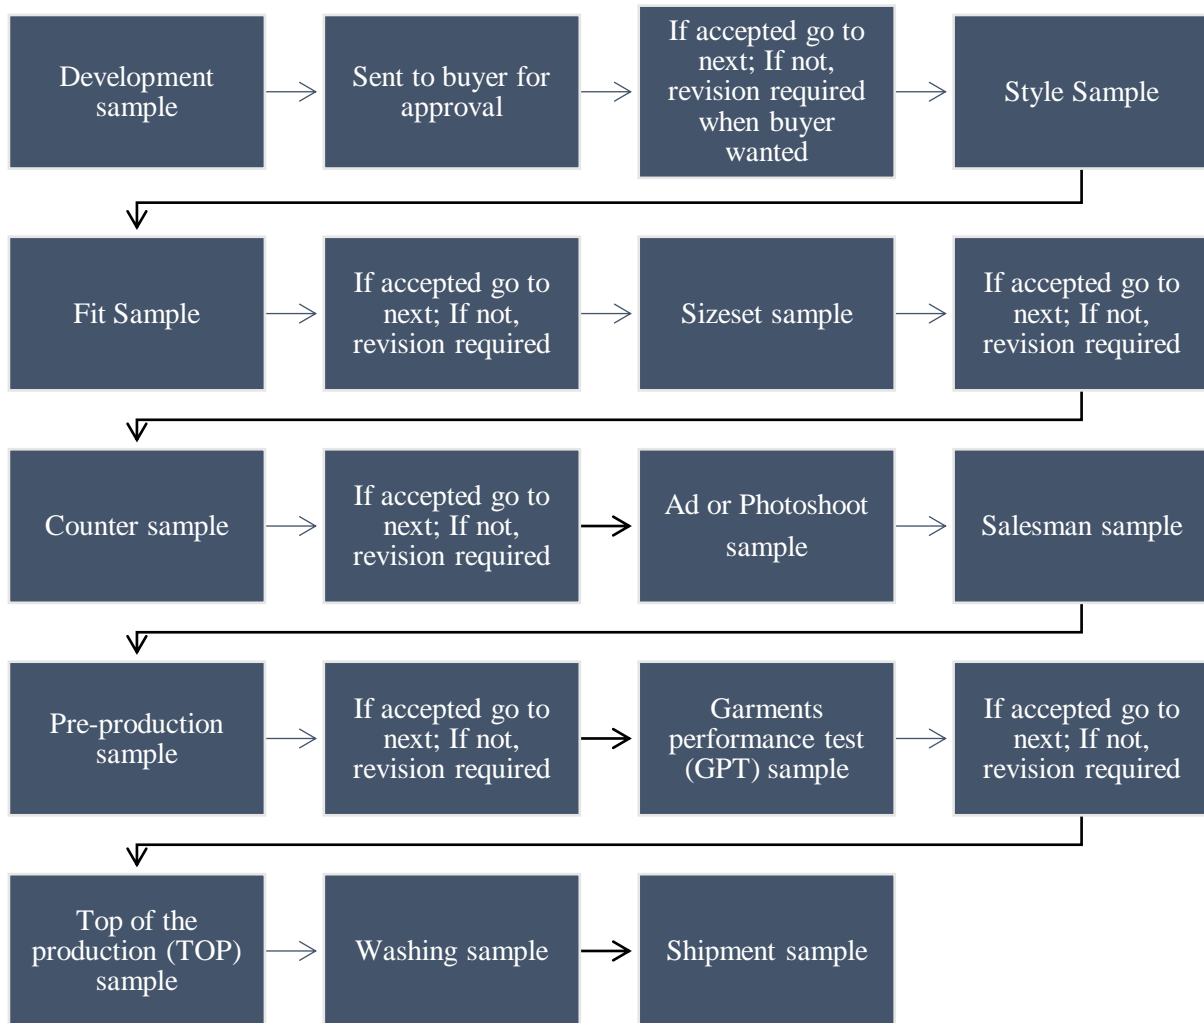 Development
sample
Sent to buyer for
approval
If accepted go to
next; If not,
revision required
when buyer
wanted
Style Sample
Fit Sample
If accepted go to
next; If not,
revision required
Sizeset sample
If accepted go to
next; If not,
revision required
Counter sample
If accepted go to
next; If not,
revision required
Ad or Photoshoot
sample
Salesman sample
Pre-production
sample
If accepted go to
next; If not,
revision required
Garments
performance test
(GPT) sample
If accepted go to
next; If not,
revision required
Top of the
production (TOP)
sample
Washing sample
Shipment sample